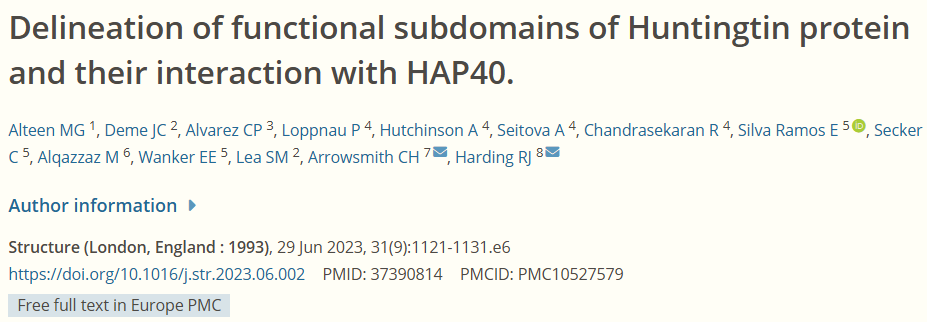 Delineation of functional subdomains of Huntingtin protein
and their interaction with HAP40.
Alteen MG 1, Deme JC 2, Alvarez CP 3, Loppnau P 4, Hutchinson A 4, Seitova A 4, Chandrasekaran R 4, Silva Ramos E 5 iD, Secker
C 5, Alqazzaz M 6, Wanker EE 5, Lea SM 2, Arrowsmith CH 7, Harding RJ 8
Author information
Structure (London, England : 1993), 29 Jun 2023, 31(9):1121-1131.e6
https://doi.org/10.1016/j.str.2023.06.002 PMID: 37390814 PMCID: PMC10527579
Free full text in Europe PMC